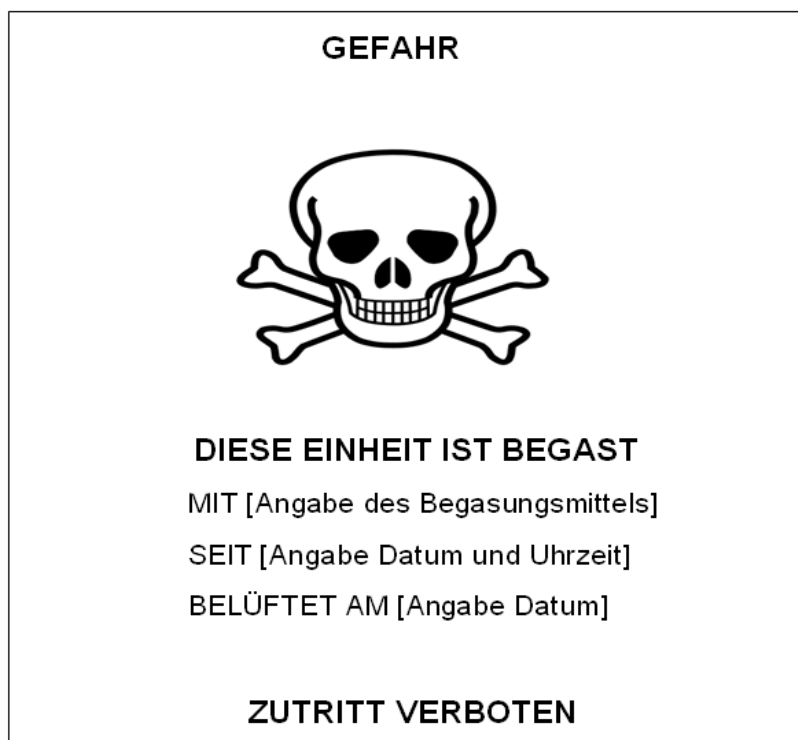 GEFAHR
DIESE EINHEIT IST BEGAST
MIT [Angabe des Begasungsmittels]
SEIT [Angabe Datum und Uhrzeit]
BELÜFTET AM [Angabe Datum]
ZUTRITT VERBOTEN